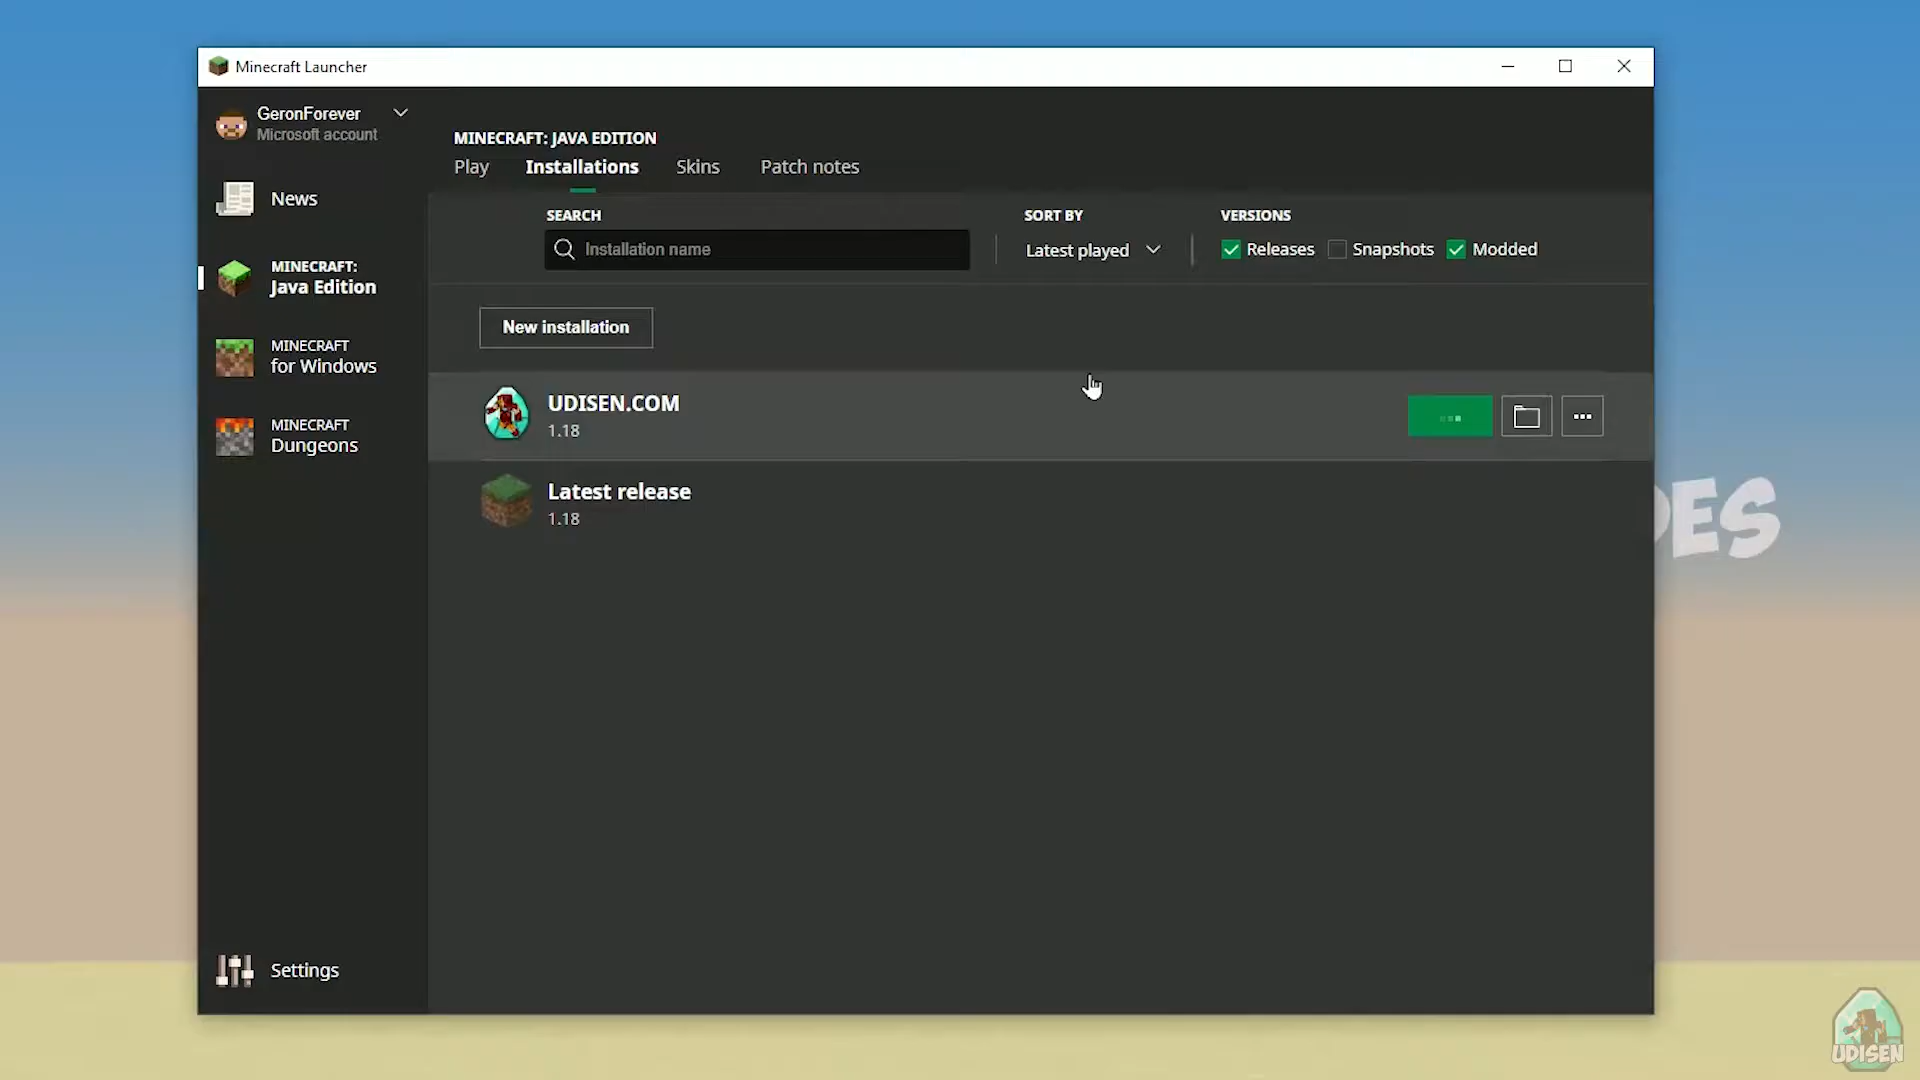 Minecraft Launcher
GeronForever
Microsoft account
News
MINECRAFT:
Java Edition
MINECRAFT
for Windows
MINECRAFT
Dungeons
Settings
MINECRAFT: JAVA EDITION
Play Installations Skins Patch notes
SEARCH
Installation name
SORT BY
Latest played
VERSIONS
Releases Snapshots Modded
New installation
UDISEN.COM
1.18
Latest release
1.18
UDISEN